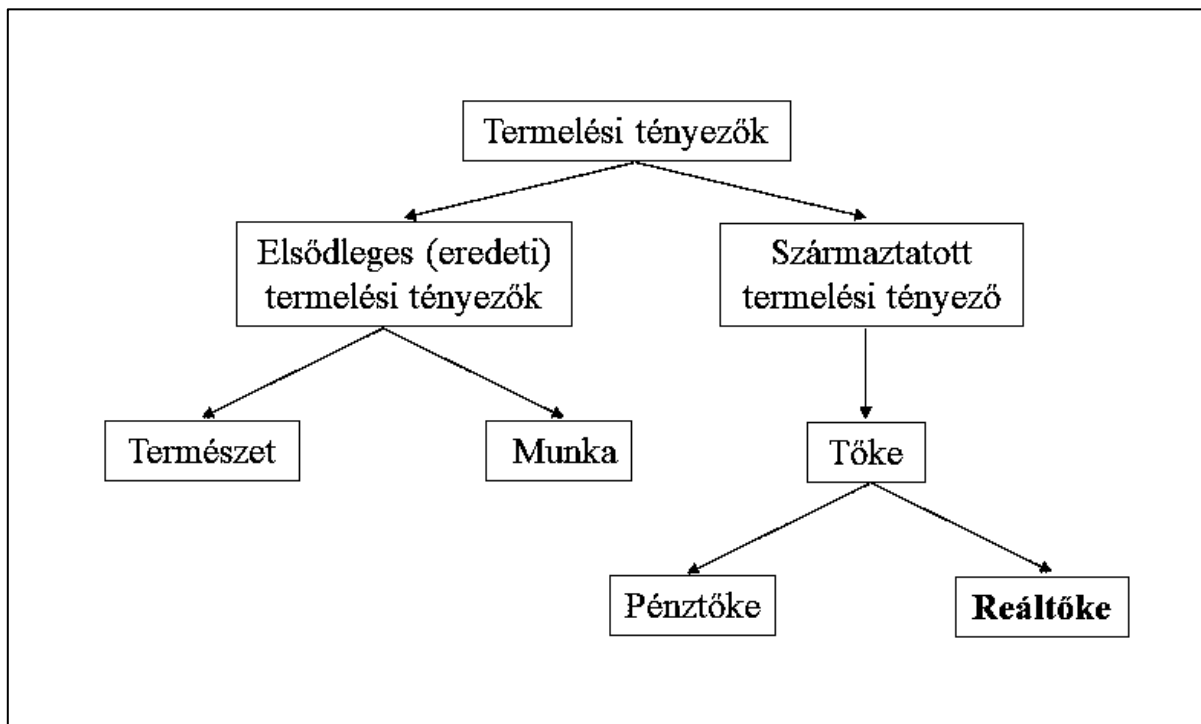 Termelési tényezők
Elsődleges (eredeti)
termelési tényezők
Származtatott
termelési tényező
Természet
Munka
Tőke
Pénztőke
Reáltőke